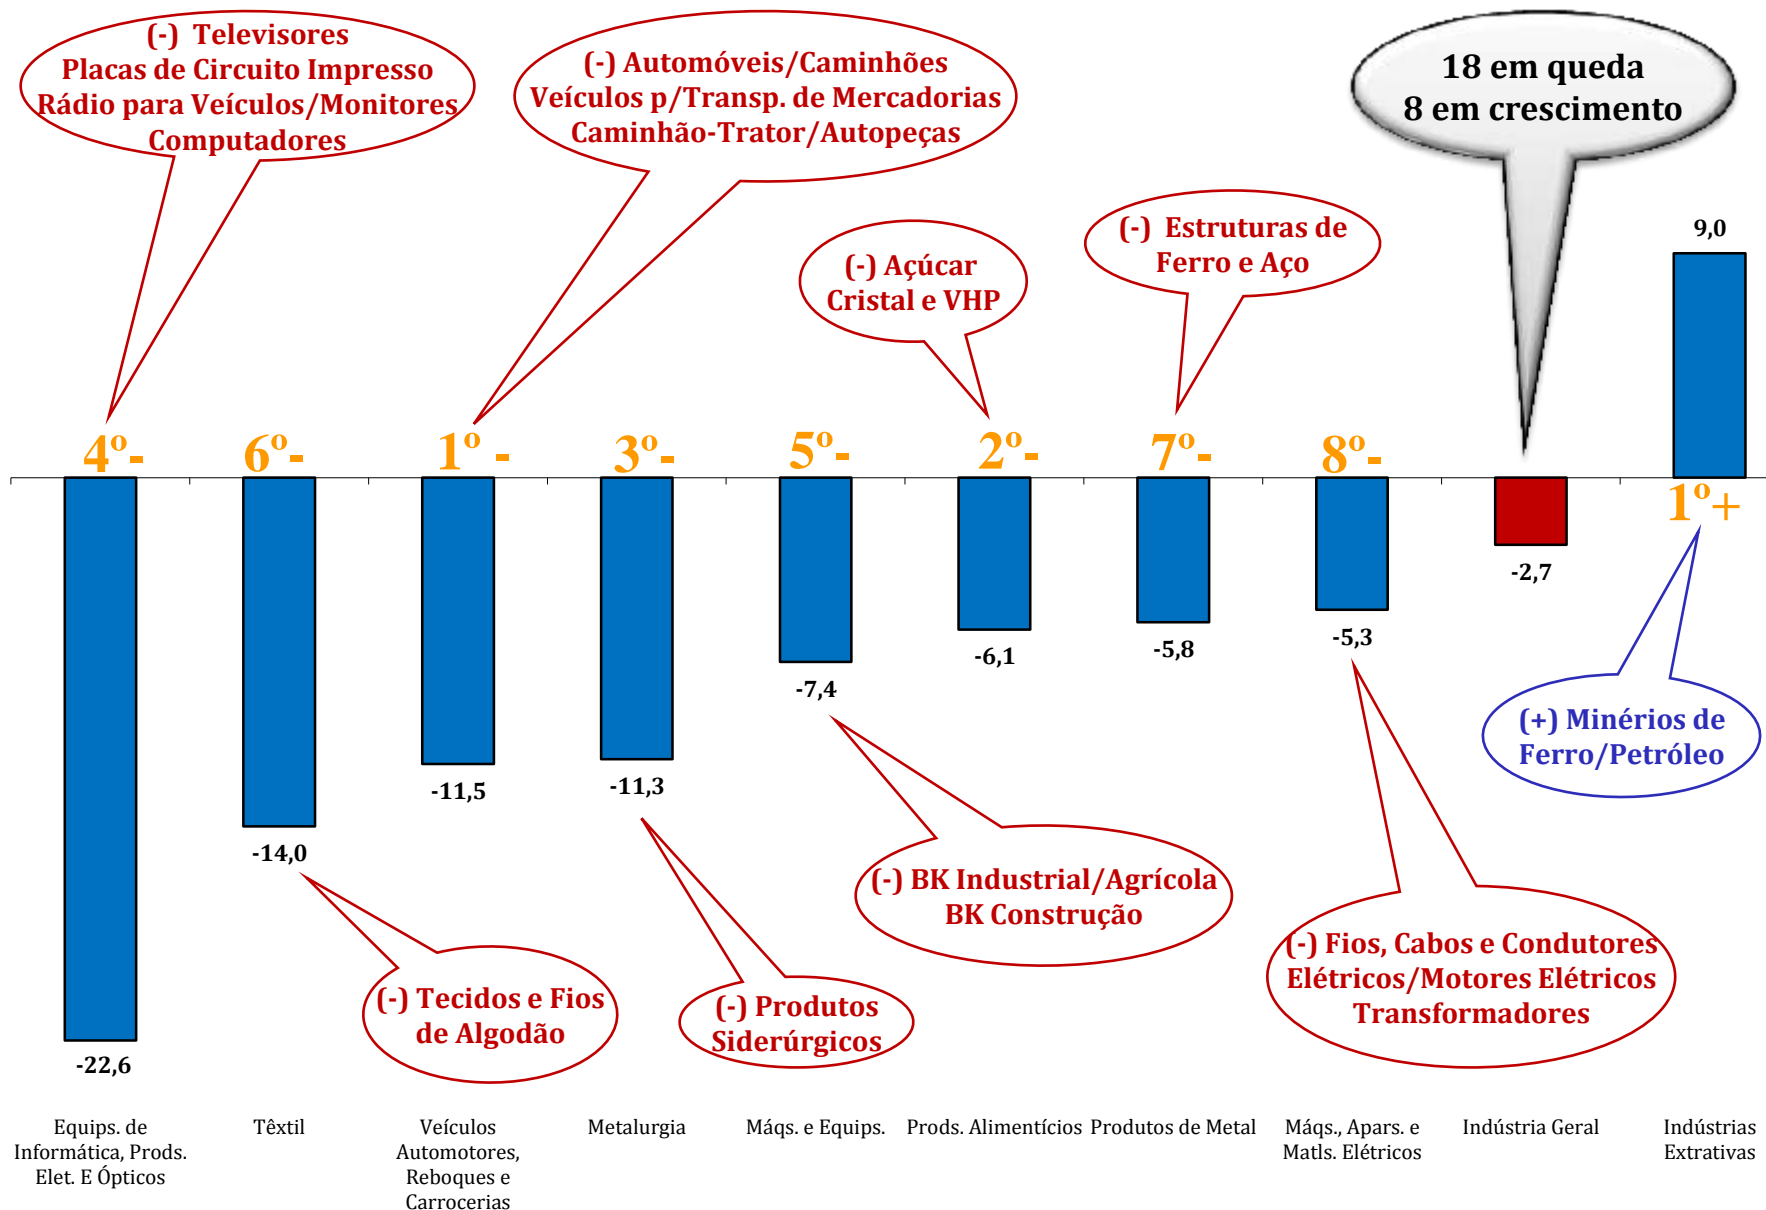 (-) Televisores
Placas de Circuito Impresso
Rádio para Veículos/Monitores
Computadores
(-) Automóveis/Caminhões
Veículos p/Transp. de Mercadorias
Caminhão-Trator/Autopeças
18 em queda
8 em crescimento
(-) Açúcar
Cristal e VHP
(-) Estruturas de
Ferro e Aço
9,0
4º-
6º-
1º -
3º-
5º-
2º-
7º-
8º-
1º+
-22,6
-14,0
-11,5
-11,3
-7,4
-6,1
-5,8
-5,3
-2,7
(+) Minérios de
Ferro/Petróleo
(-) BK Industrial/Agrícola
BK Construção
(-) Fios, Cabos e Condutores
Elétricos/Motores Elétricos
Transformadores
(-) Tecidos e Fios
de Algodão
(-) Produtos
Siderúrgicos
Equips. de
Informática, Prods.
Elet. E Ópticos
Têxtil
Veículos
Automotores,
Reboques e
Carrocerias
Metalurgia
Máqs. e Equips.
Prods. Alimentícios
Produtos de Metal
Máqs., Apars. e
Matls. Elétricos
Indústria Geral
Indústrias
Extrativas